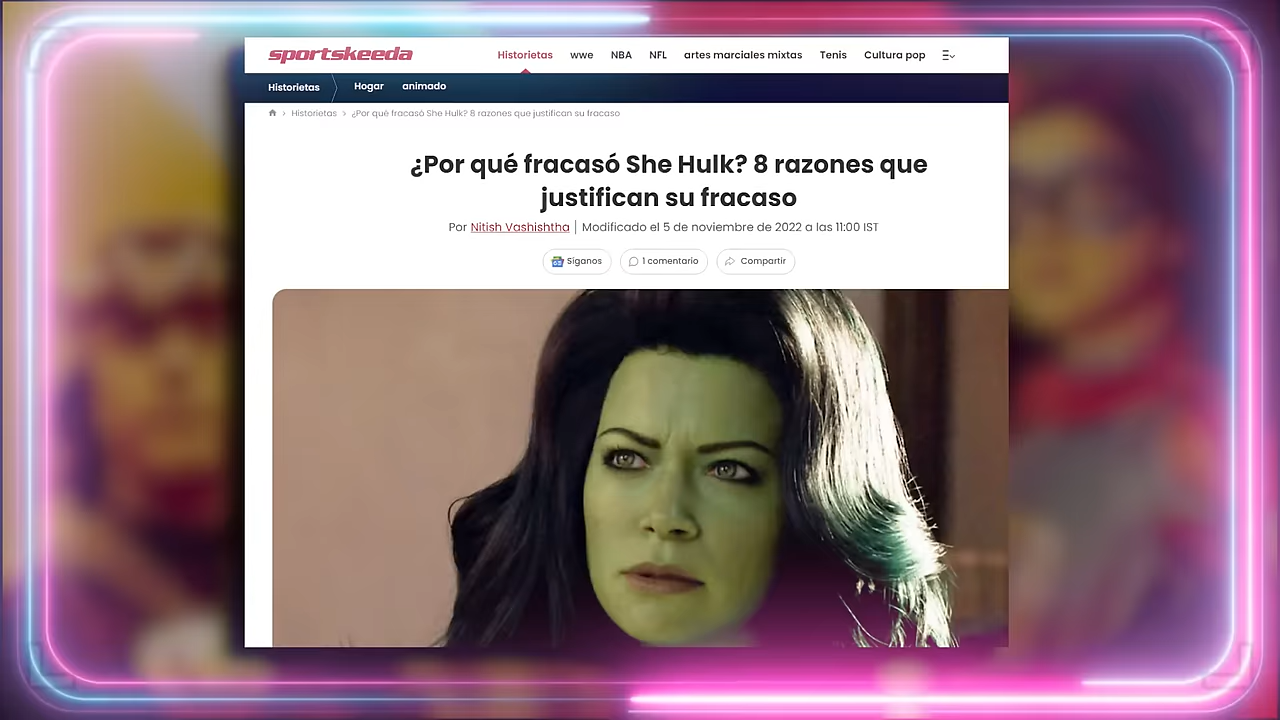 sportskeeda
Historietas wwe NBA NFL artes marciales mixtas Tenis Cultura pop
Historietas Hogar animado
Historietas > ¿Por qué fracasó She Hulk? 8 razones que justifican su fracaso
¿Por qué fracasó She Hulk? 8 razones que
justifican su fracaso
Por Nitish Vashishtha | Modificado el 5 de noviembre de 2022 a las 11:00 IST
Síganos 1 comentario Compartir